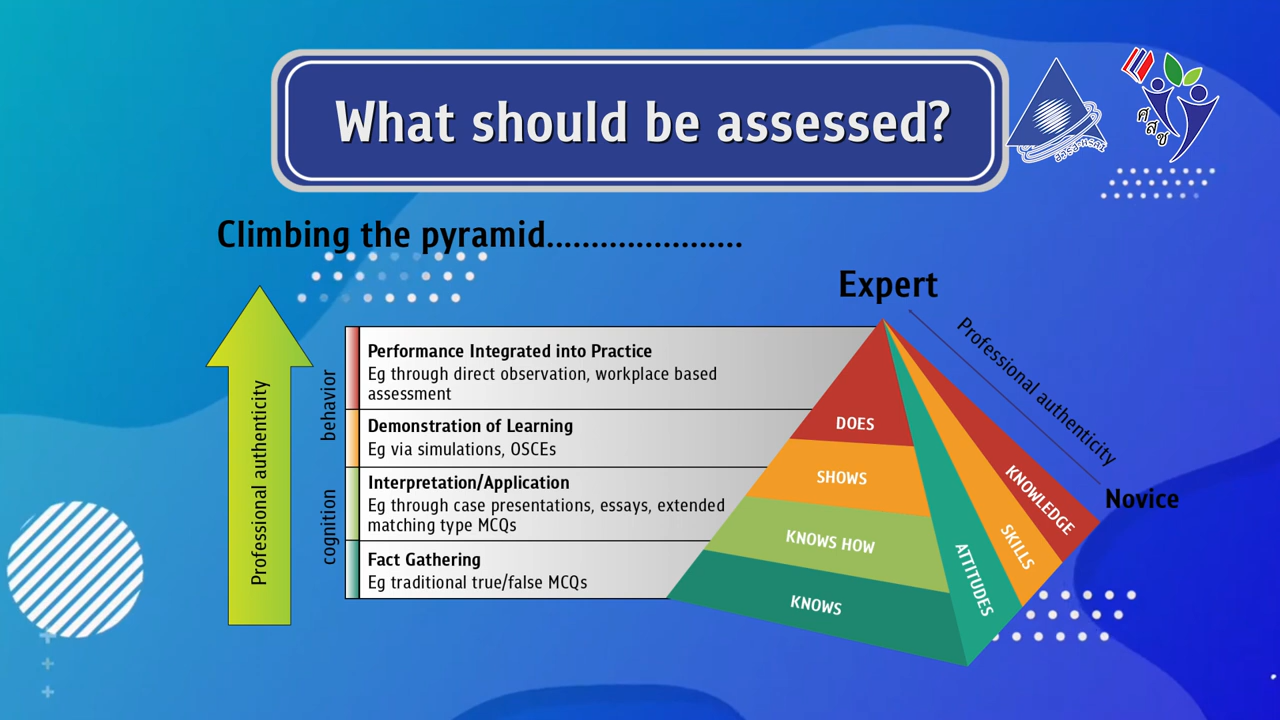 What should be assessed?
ศ
ส
ช
Climbing the pyramid......................
Expert
Professional authenticity
Novice
Professional authenticity
behavior
cognition
Performance Integrated into Practice
Eg through direct observation, workplace based
assessment
Demonstration of Learning
Eg via simulations, OSCEs
Interpretation/Application
Eg through case presentations, essays, extended
matching type MCQs
Fact Gathering
Eg traditional true/false MCQs
DOES
SHOWS
KNOWS HOW
KNOWS
ATTITUDES
SKILLS
KNOWLEDGE